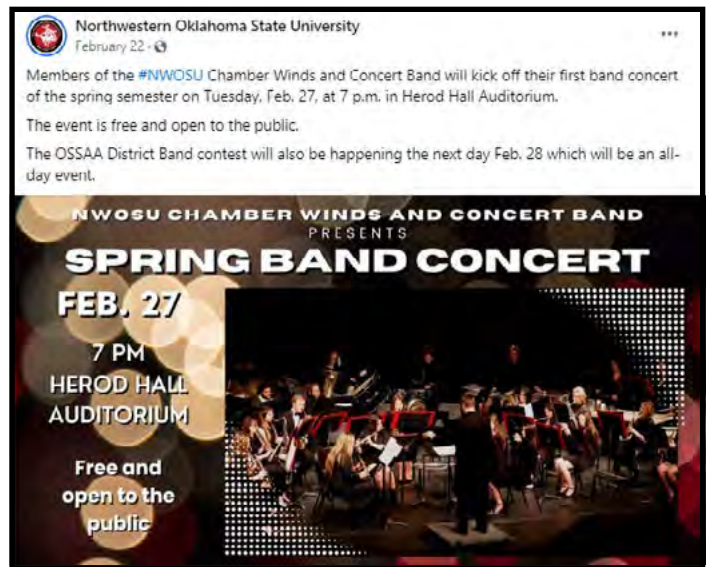 Northwestern Oklahoma State University
February 22 ·
Members of the #NWOSU Chamber Winds and Concert Band will kick off their first band concert
of the spring semester on Tuesday, Feb. 27, at 7 p.m. in Herod Hall Auditorium.
The event is free and open to the public.
The OSSAA District Band contest will also be happening the next day Feb. 28 which will be an all-
day event.
NWOSU CHAMBER WINDS AND CONCERT BAND
PRESENTS
SPRING BAND CONCERT
FEB. 27
7 PM
HEROD HALL
AUDITORIUM
Free and
open to the
public